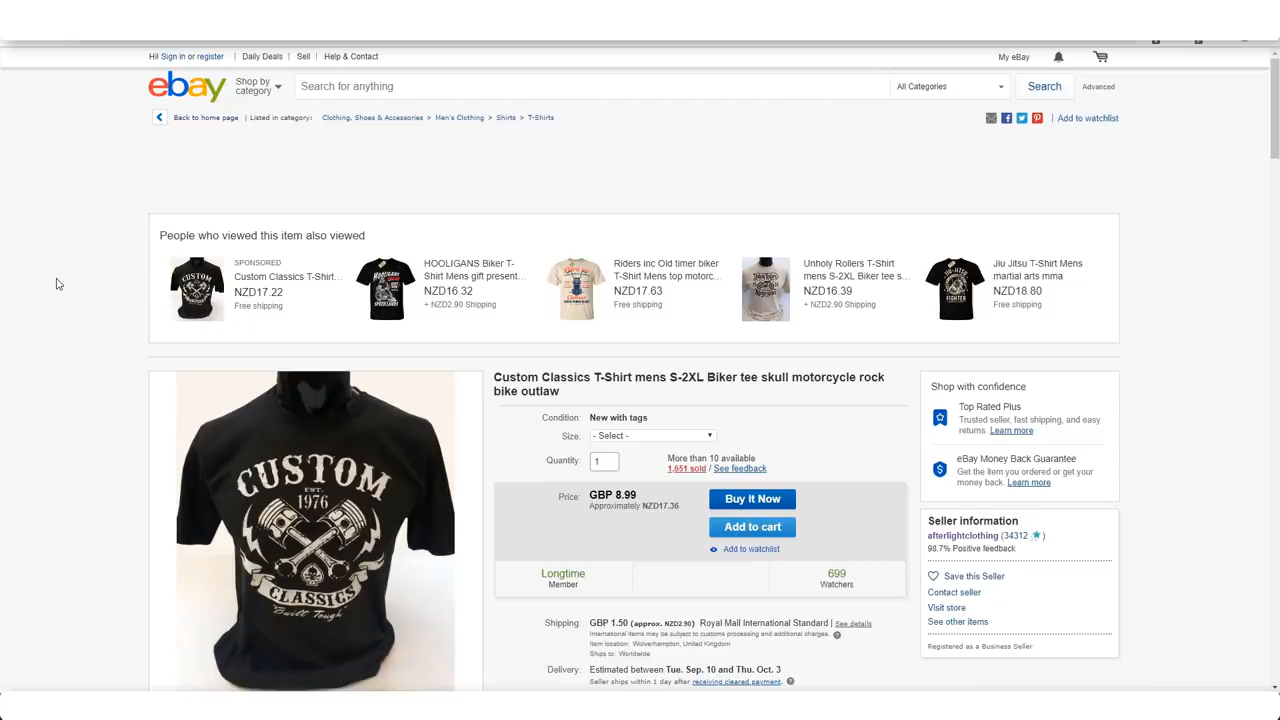 Hi! Sign in or register | Daily Deals | Sell | Help & Contact My eBay
ebay Shop by category Search for anything All Categories Search Advanced
Back to home page | Listed in category: Clothing, Shoes & Accessories > Men's Clothing > Shirts > T-Shirts | Add to watchlist
People who viewed this item also viewed
SPONSORED
Custom Classics T-Shirt...
NZD17.22
Free shipping
HOOLIGANS Biker T-
Shirt Mens gift present...
NZD16.32
+ NZD2.90 Shipping
Riders inc Old timer biker
T-Shirt Mens top motorc...
NZD17.63
Free shipping
Unholy Rollers T-Shirt
mens S-2XL Biker tee s...
NZD16.39
+ NZD2.90 Shipping
Jiu Jitsu T-Shirt Mens
martial arts mma
NZD18.80
Free shipping
CUSTOM
EST.
1976
CLASSICS
"Built Tough"
Custom Classics T-Shirt mens S-2XL Biker tee skull motorcycle rock
bike outlaw
Condition: New with tags
Size: - Select -
Quantity: 1 More than 10 available
1,651 sold / See feedback
Price: GBP 8.99
Approximately NZD17.36
Buy It Now
Add to cart
Add to watchlist
Longtime
Member
699
Watchers
Shipping: GBP 1.50 (approx. NZD2.90) Royal Mail International Standard | See details
International items may be subject to customs processing and additional charges.
Item location: Wolverhampton, United Kingdom
Ships to: Worldwide
Delivery: Estimated between Tue. Sep. 10 and Thu. Oct. 3
Seller ships within 1 day after receiving cleared payment.
Shop with confidence
Top Rated Plus
Trusted seller, fast shipping, and easy
returns. Learn more
eBay Money Back Guarantee
Get the item you ordered or get your
money back. Learn more
Seller information
afterlightclothing (34312)
98.7% Positive feedback
Save this Seller
Contact seller
Visit store
See other items
Registered as a Business Seller